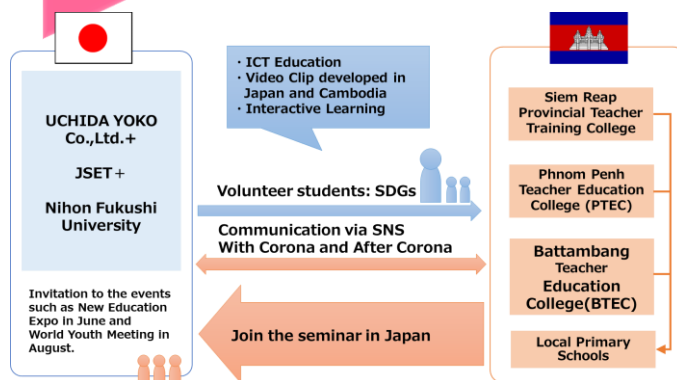 UCHIDA YOKO
Co.,Ltd.+
JSET+
Nihon Fukushi
University
Invitation to the events
such as New Education
Expo in June and
World Youth Meeting in
August.
· ICT Education
· Video Clip developed in
Japan and Cambodia
· Interactive Learning
Volunteer students: SDGs
Communication via SNS
With Corona and After Corona
Join the seminar in Japan
Siem Reap
Provincial Teacher
Training College
Phnom Penh
Teacher Education
College (PTEC)
Battambang
Teacher
Education
College(BTEC)
Local Primary
Schools